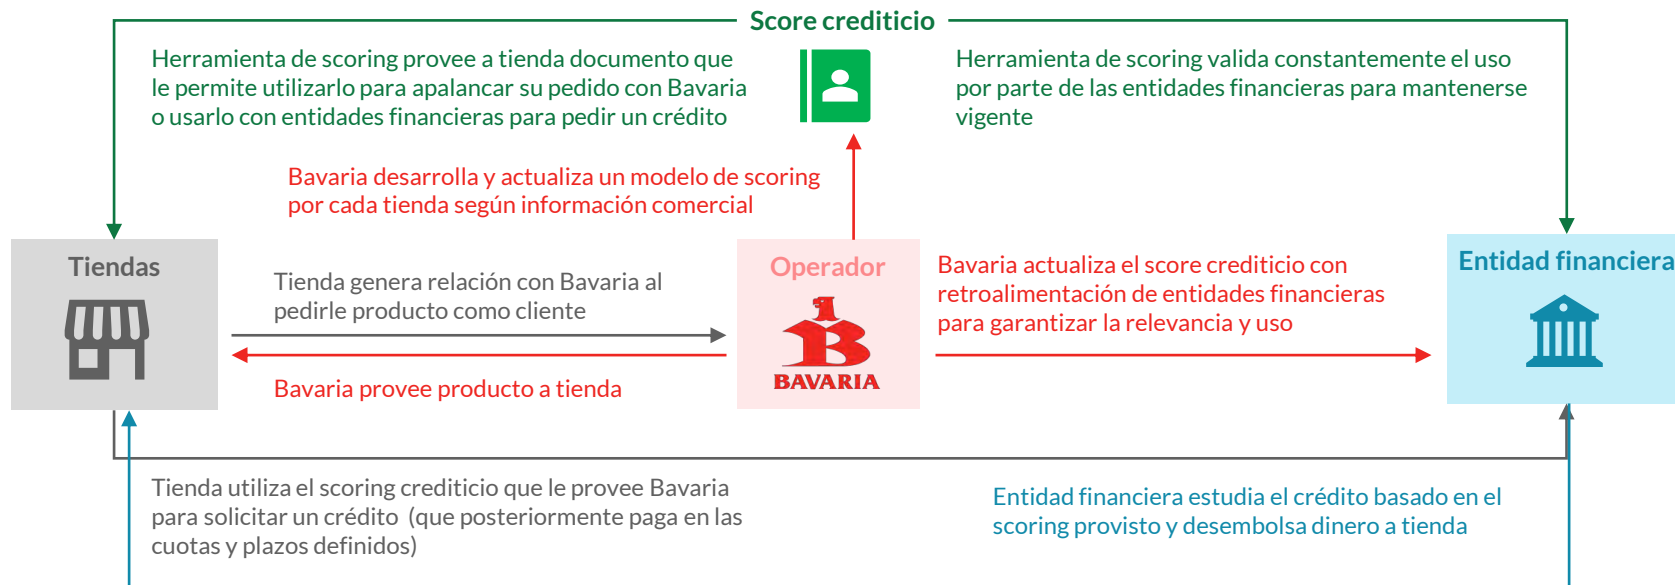 Score crediticio
Herramienta de scoring provee a tienda documento que
le permite utilizarlo para apalancar su pedido con Bavaria
o usarlo con entidades financieras para pedir un crédito
Herramienta de scoring valida constantemente el uso
por parte de las entidades financieras para mantenerse
vigente
Bavaria desarrolla y actualiza un modelo de scoring
por cada tienda según información comercial
Tiendas
Tienda genera relación con Bavaria al
pedirle producto como cliente
Bavaria provee producto a tienda
Operador
B
BAVARIA
Bavaria actualiza el score crediticio con
retroalimentación de entidades financieras
para garantizar la relevancia y uso
Entidad financiera
Tienda utiliza el scoring crediticio que le provee Bavaria
para solicitar un crédito (que posteriormente paga en las
cuotas y plazos definidos)
Entidad financiera estudia el crédito basado en el
scoring provisto y desembolsa dinero a tienda